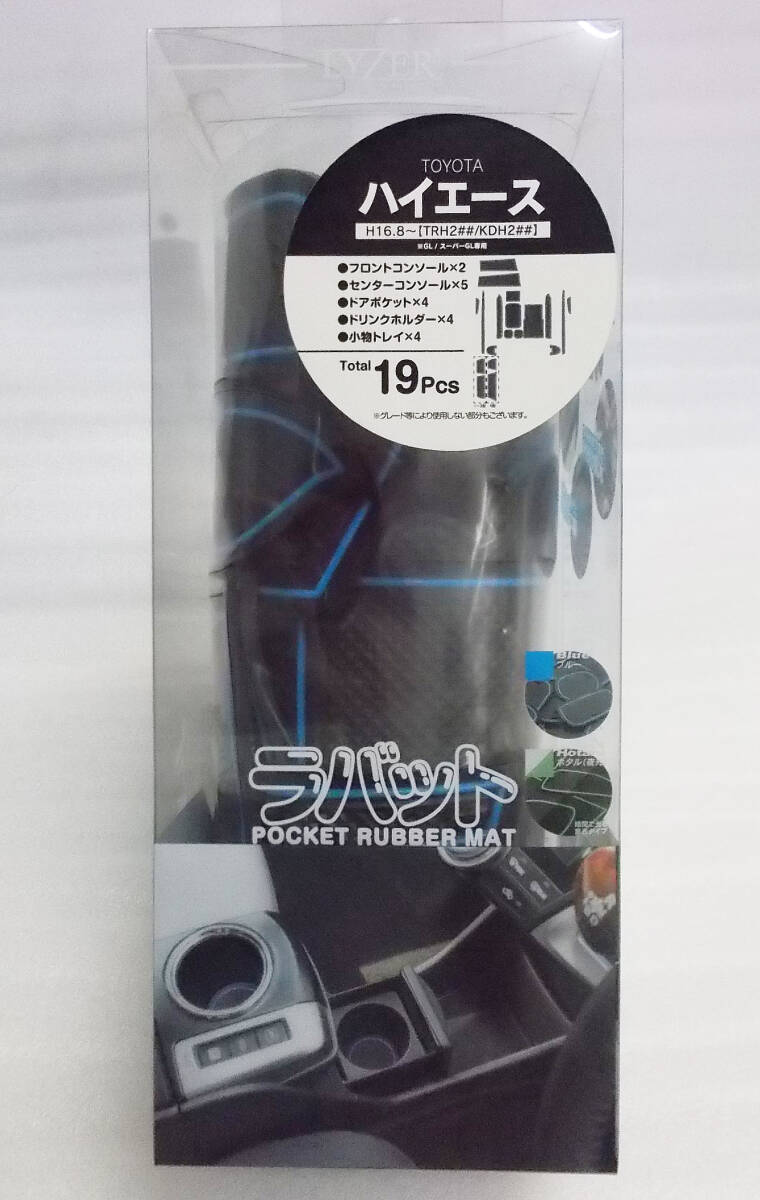 TYZER
TOYOTA
ハイエース
H16.8～【TRH2##/KDH2##】
※GL / スーパーGL専用
●フロントコンソール×2
●センターコンソール×5
●ドアポケット×4
●ドリンクホルダー×4
●小物トレイ×4
Total 19Pcs
※グレード等により使用しない部分もございます。
Blue
ブルー
ホタル(夜光
ラバット
POCKET RUBBER MAT